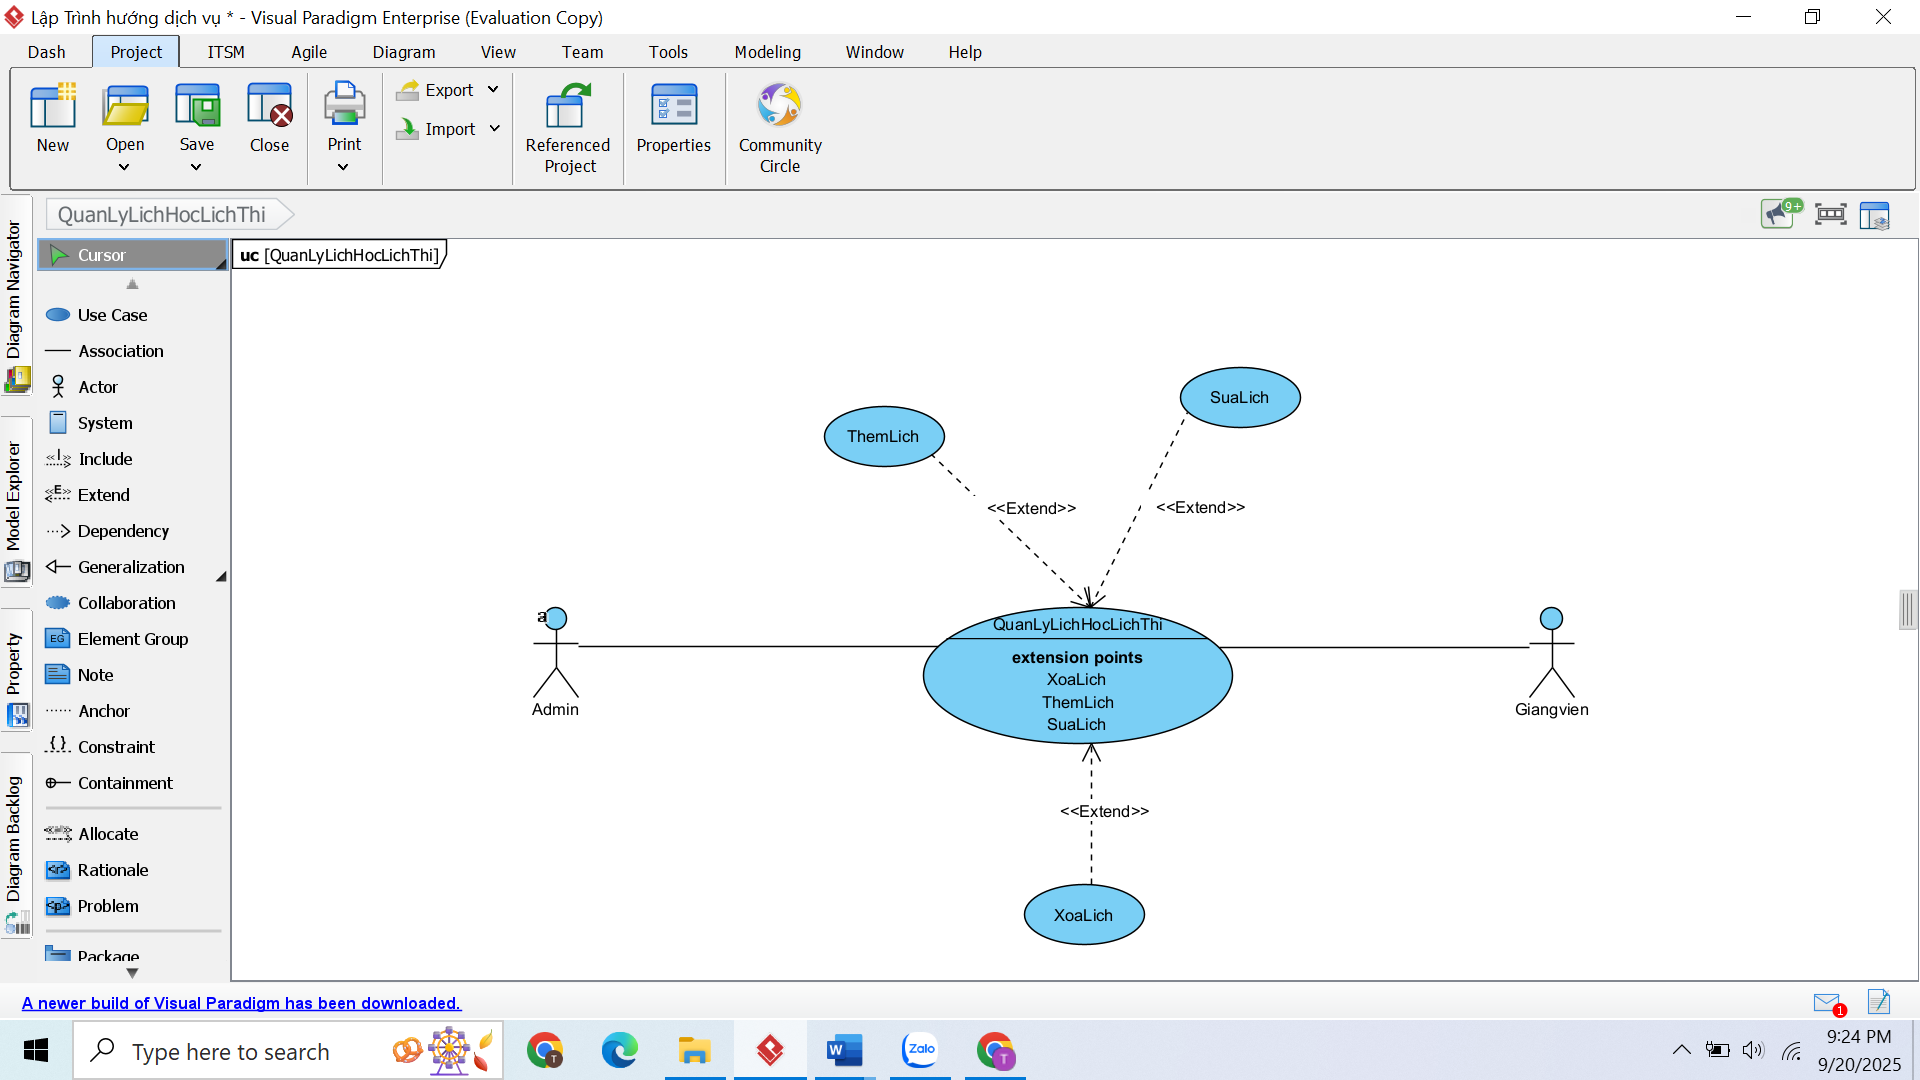 Lập Trình hướng dịch vụ * - Visual Paradigm Enterprise (Evaluation Copy)
Dash Project ITSM Agile Diagram View Team Tools Modeling Window Help
New
Open
Save
Close
Print
Export
Import
Referenced
Project
Properties
Community
Circle
QuanLyLichHocLichThi
9+
Diagram Navigator
Model Explorer
Property
Diagram Backlog
Cursor
Use Case
Association
Actor
System
<<I>> Include
<<E>> Extend
Dependency
Generalization
Collaboration
EG Element Group
Note
Anchor
{} Constraint
Containment
Allocate
<r> Rationale
<p> Problem
Package
uc [QuanLyLichHocLichThi]
SuaLich
ThemLich
<<Extend>>
<<Extend>>
a
Admin
QuanLyLichHocLichThi
extension points
XoaLich
ThemLich
SuaLich
Giangvien
<<Extend>>
XoaLich
A newer build of Visual Paradigm has been downloaded.
1
Type here to search
T
W
Zalo
T
9:24 PM
9/20/2025